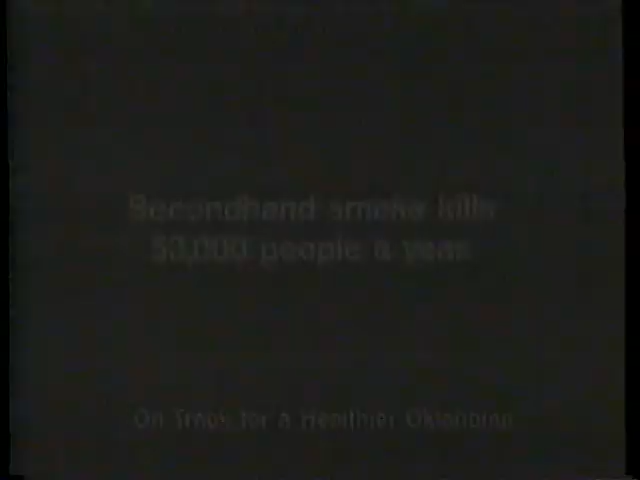 Secondhand smoke kills
53,000 people a year.
On Track for a Healthier Oklahoma